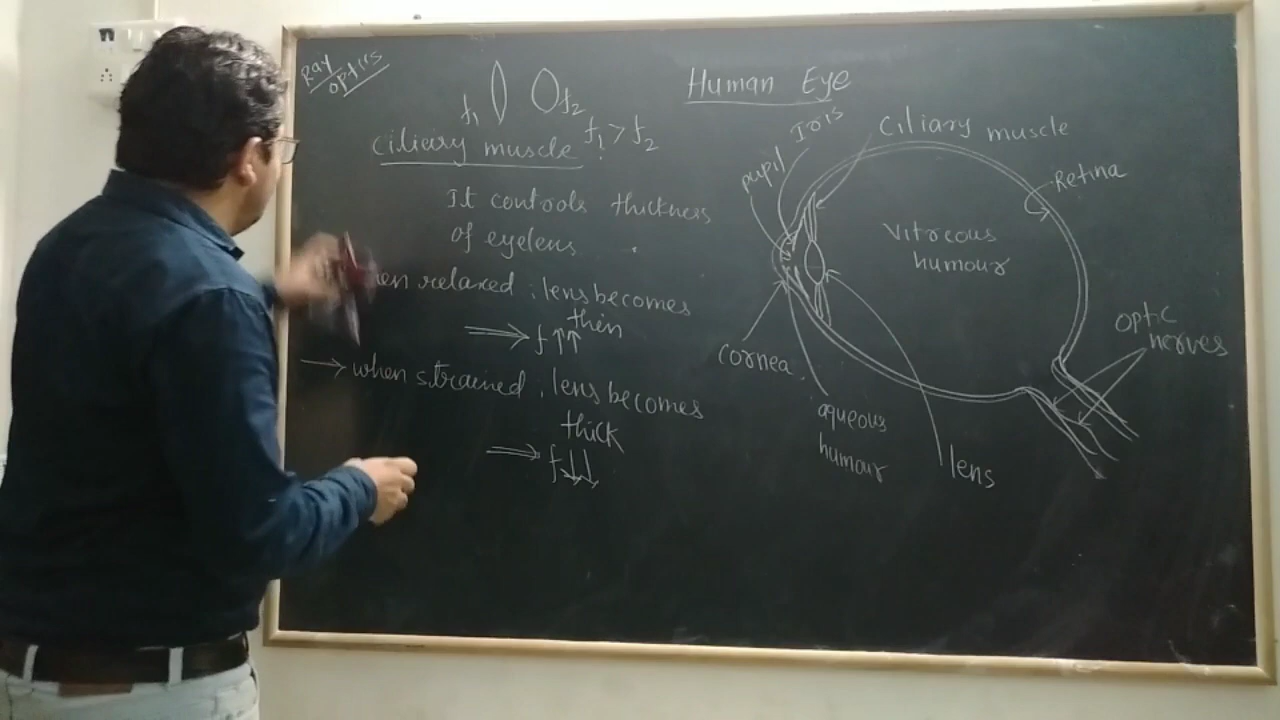 Ray
optics
f1 f2
ciliary muscle f1 > f2
It controls thickness
of eyelens
relaxed ; lens becomes
thin
⟹ f↑↑
→ when strained ; lens becomes
thick
⟹ f↓↓
Human Eye
Iris
pupil
Ciliary muscle
Retina
Vitreous
humour
optic
nerves
cornea
aqueous
humour
lens